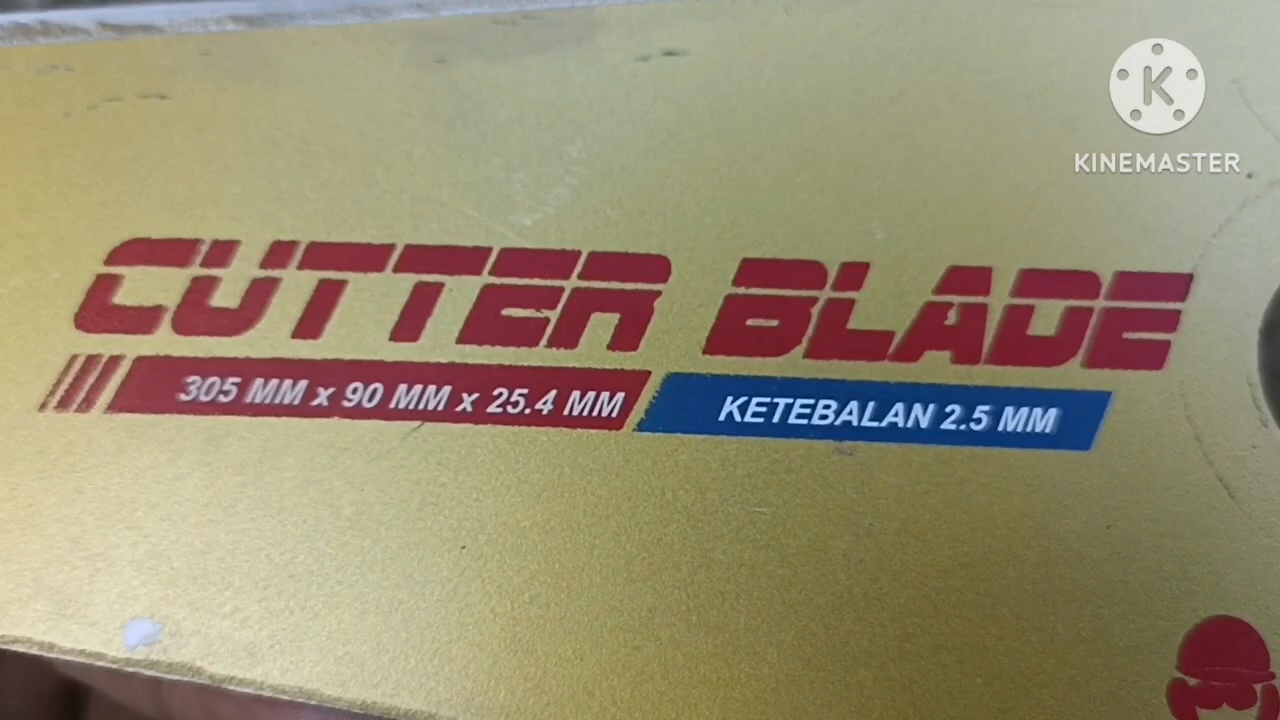 K
KINEMASTER
CUTTER BLADE
305 MM x 90 MM x 25.4 MM
KETEBALAN 2.5 MM